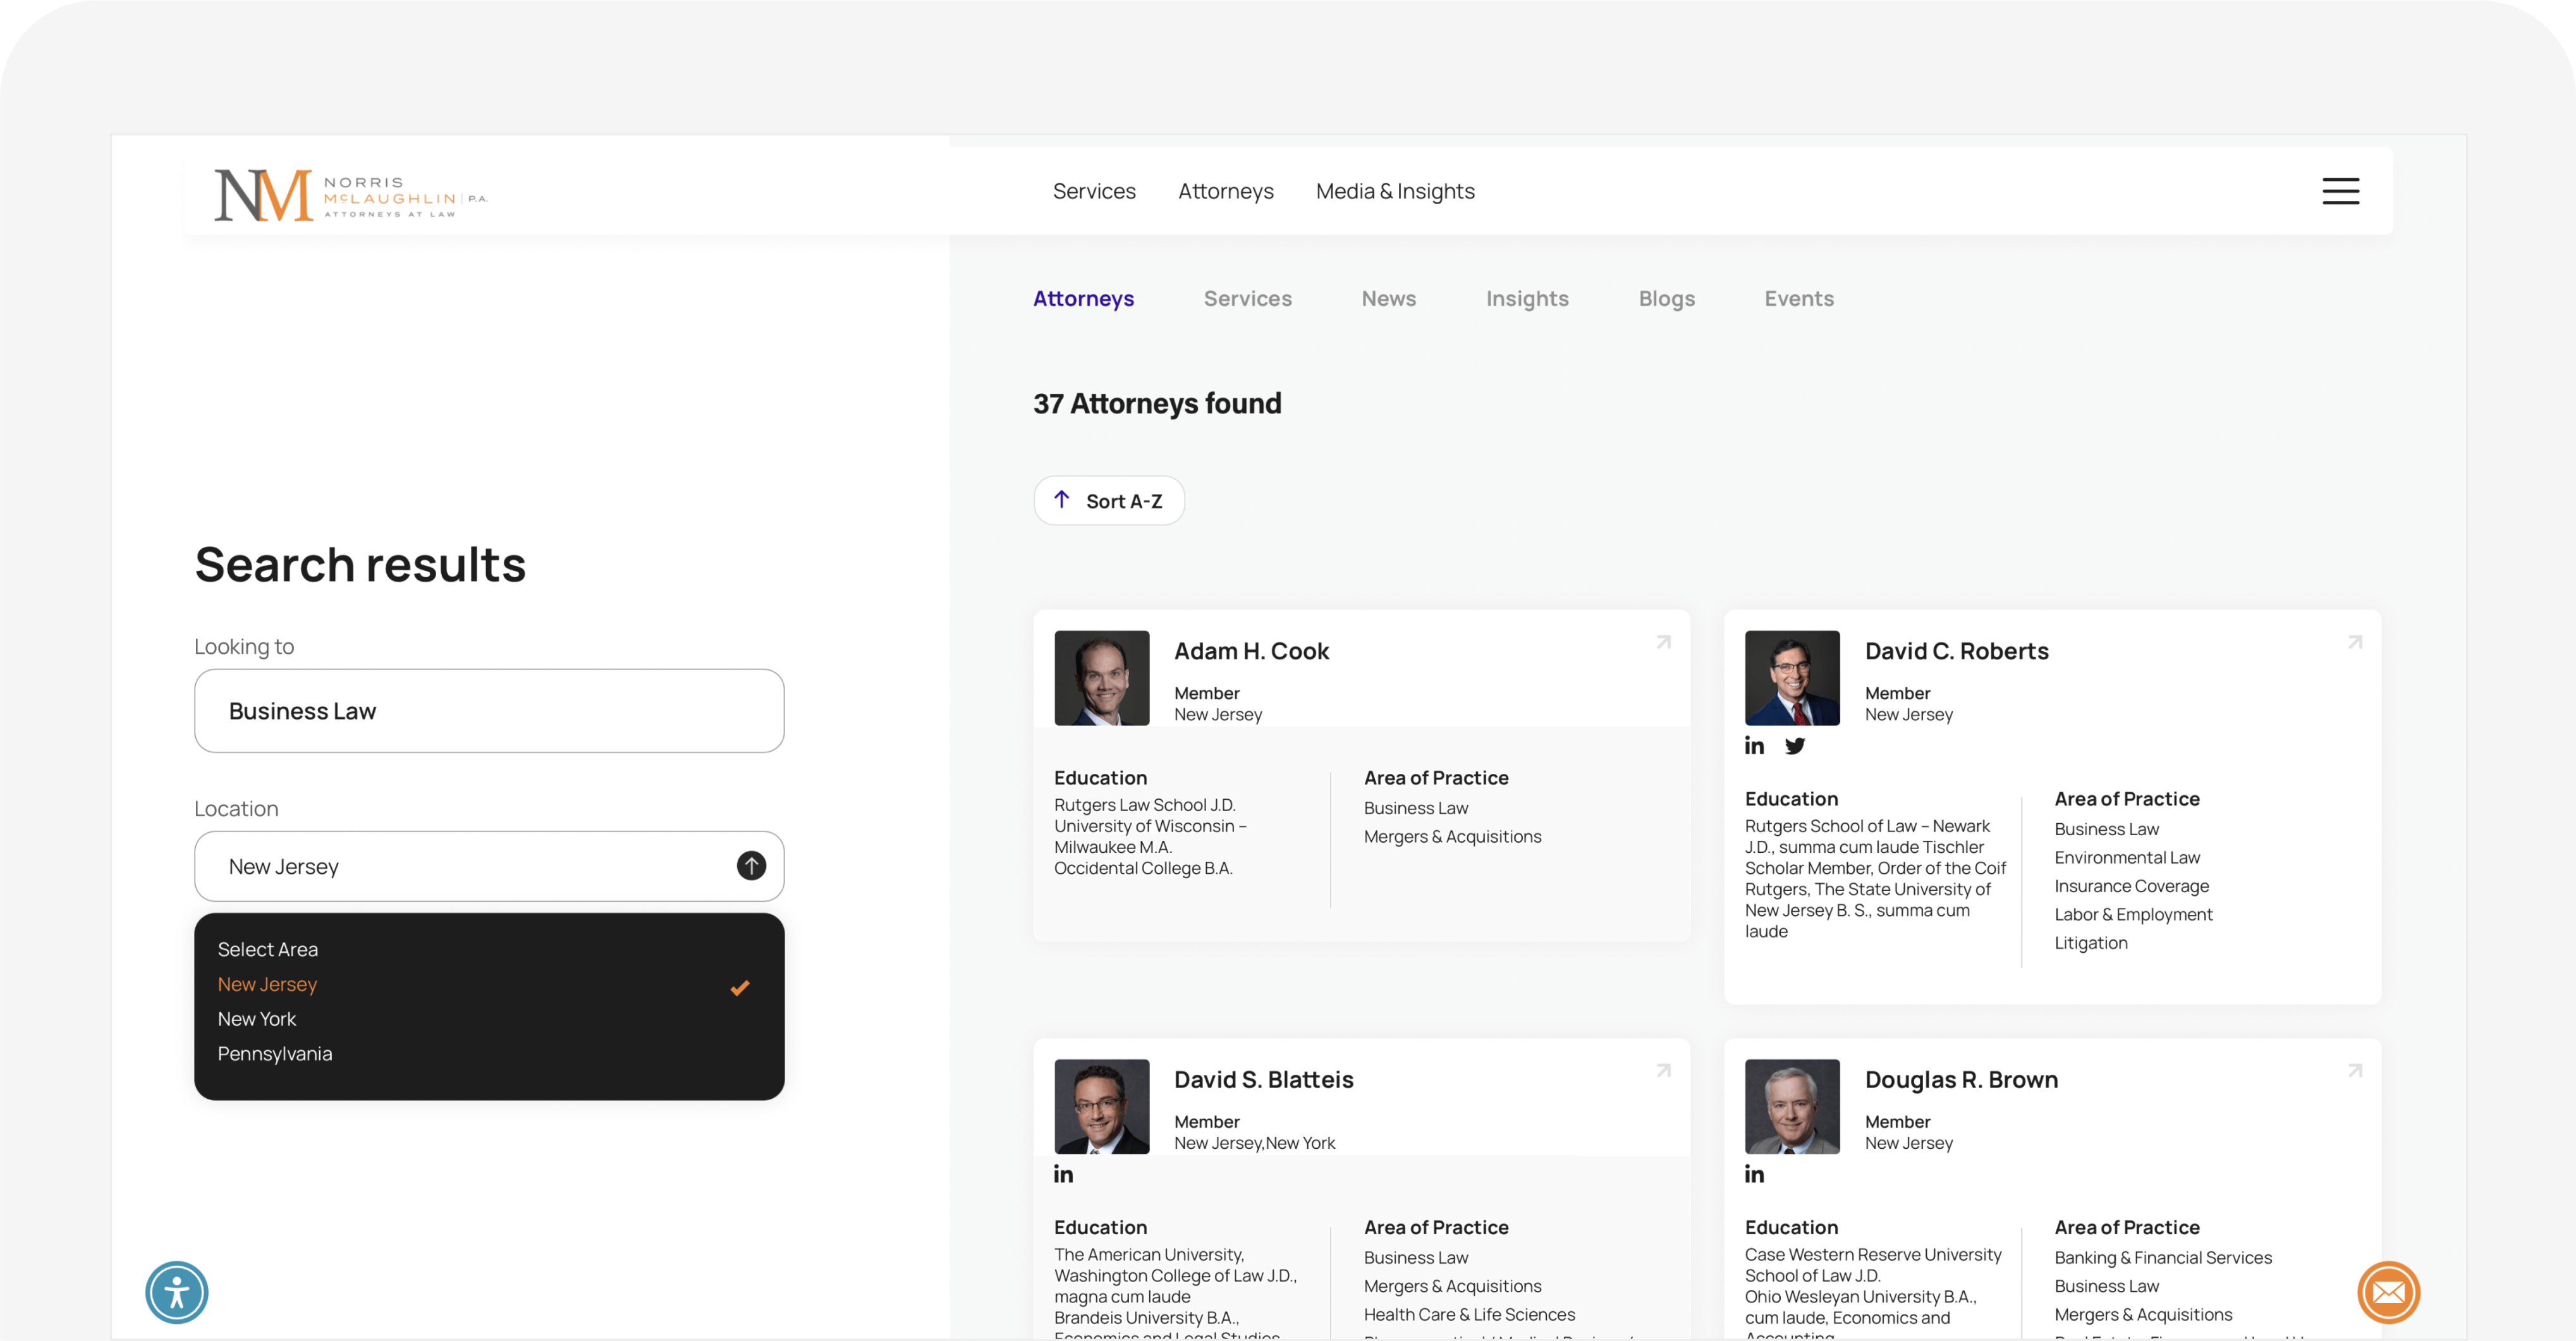 NM NORRIS
McLAUGHLIN | P.A.
ATTORNEYS AT LAW
Services
Attorneys
Media & Insights
Attorneys
Services
News
Insights
Blogs
Events
37 Attorneys found
Sort A-Z
Search results
Looking to
Business Law
Location
New Jersey
Select Area
New Jersey
New York
Pennsylvania
Adam H. Cook
Member
New Jersey
Education
Rutgers Law School J.D.
University of Wisconsin –
Milwaukee M.A.
Occidental College B.A.
Area of Practice
Business Law
Mergers & Acquisitions
David C. Roberts
Member
New Jersey
in
Education
Rutgers School of Law – Newark
J.D., summa cum laude Tischler
Scholar Member, Order of the Coif
Rutgers, The State University of
New Jersey B. S., summa cum
laude
Area of Practice
Business Law
Environmental Law
Insurance Coverage
Labor & Employment
Litigation
David S. Blatteis
Member
New Jersey,New York
in
Education
The American University,
Washington College of Law J.D.,
magna cum laude
Brandeis University B.A.,
Economics and Legal Studies
Area of Practice
Business Law
Mergers & Acquisitions
Health Care & Life Sciences
Douglas R. Brown
Member
New Jersey
in
Education
Case Western Reserve University
School of Law J.D.
Ohio Wesleyan University B.A.,
cum laude, Economics and
Accounting
Area of Practice
Banking & Financial Services
Business Law
Mergers & Acquisitions